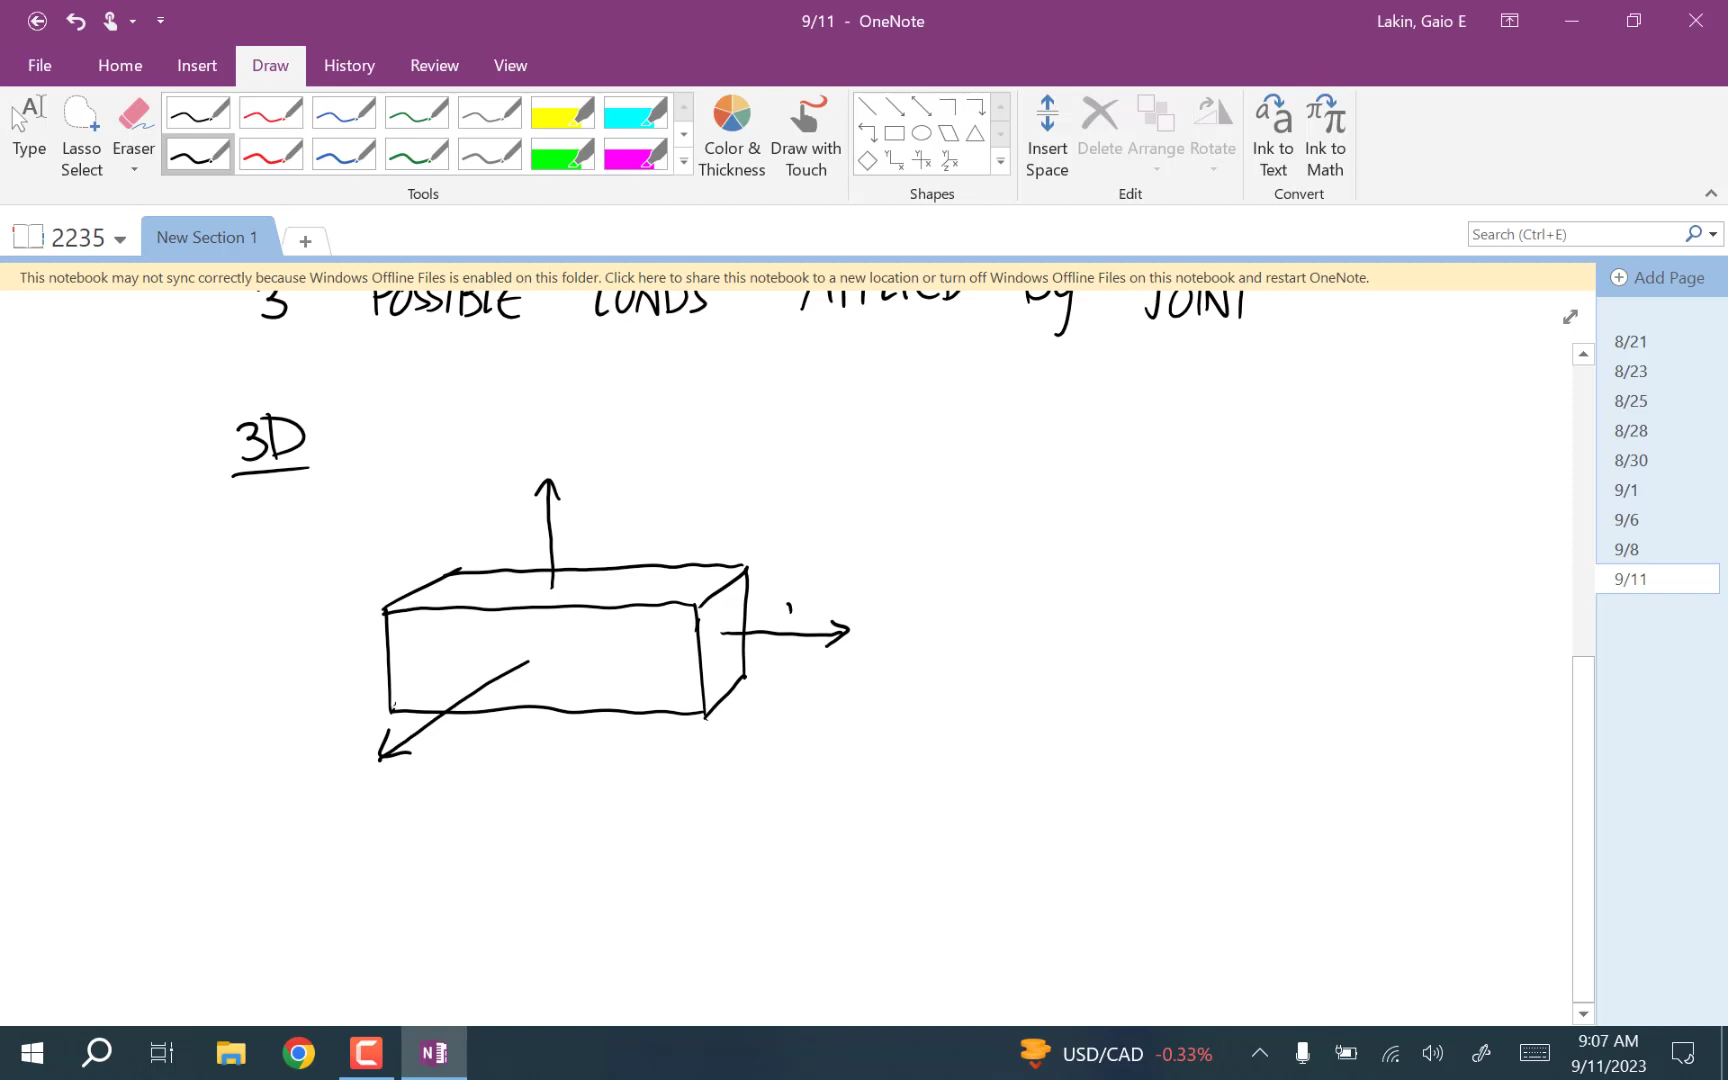 9/11 - OneNote
Lakin, Gaio E
File Home Insert Draw History Review View
Type
Lasso Select
Eraser
Color & Thickness
Draw with Touch
Insert Space
Delete
Arrange
Rotate
Ink to Text
Ink to Math
Tools
Shapes
Edit
Convert
2235
New Section 1
Search (Ctrl+E)
This notebook may not sync correctly because Windows Offline Files is enabled on this folder. Click here to share this notebook to a new location or turn off Windows Offline Files on this notebook and restart OneNote.
Add Page
3 POSSIBLE LOADS APPLIED By JOINT
8/21
8/23
8/25
8/28
8/30
9/1
9/6
9/8
9/11
3D
USD/CAD -0.33%
9:07 AM
9/11/2023